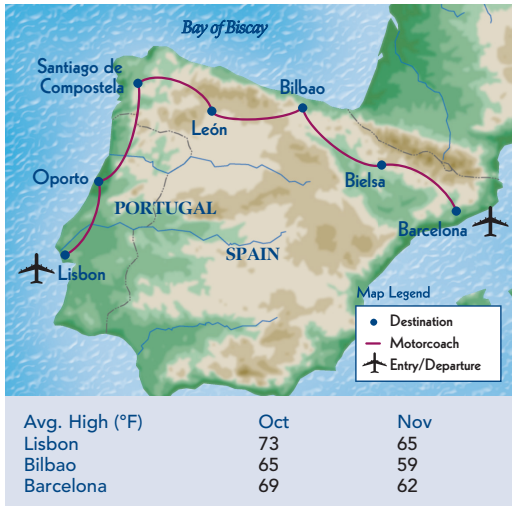 Bay of Biscay
Santiago de
Compostela
Bilbao
León
Oporto
Bielsa
PORTUGAL
Barcelona
SPAIN
Lisbon
Map Legend
Destination
Motorcoach
Entry/Departure
Avg. High (°F) Oct Nov
Lisbon 73 65
Bilbao 65 59
Barcelona 69 62